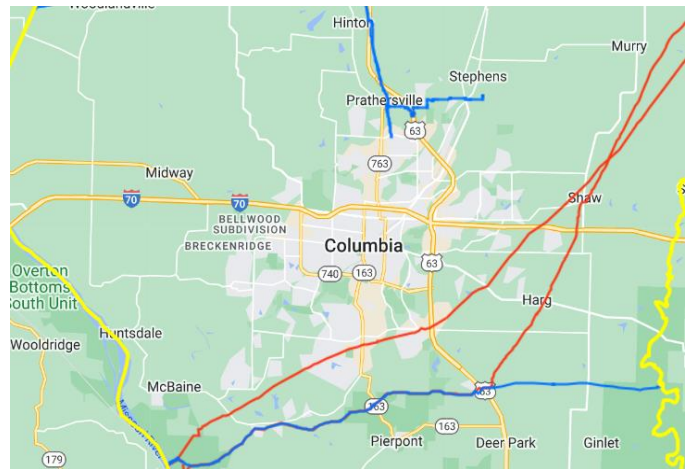 Woodlandville
Hinton
Murry
Stephens
Prathersville
63
763
Midway
70
70
Shaw
BELLWOOD
SUBDIVISION
BRECKENRIDGE
Columbia
740
163
63
Overton
Bottoms
South Unit
Harg
Huntsdale
Wooldridge
McBaine
63
163
163
Pierpont
Deer Park
Ginlet
179